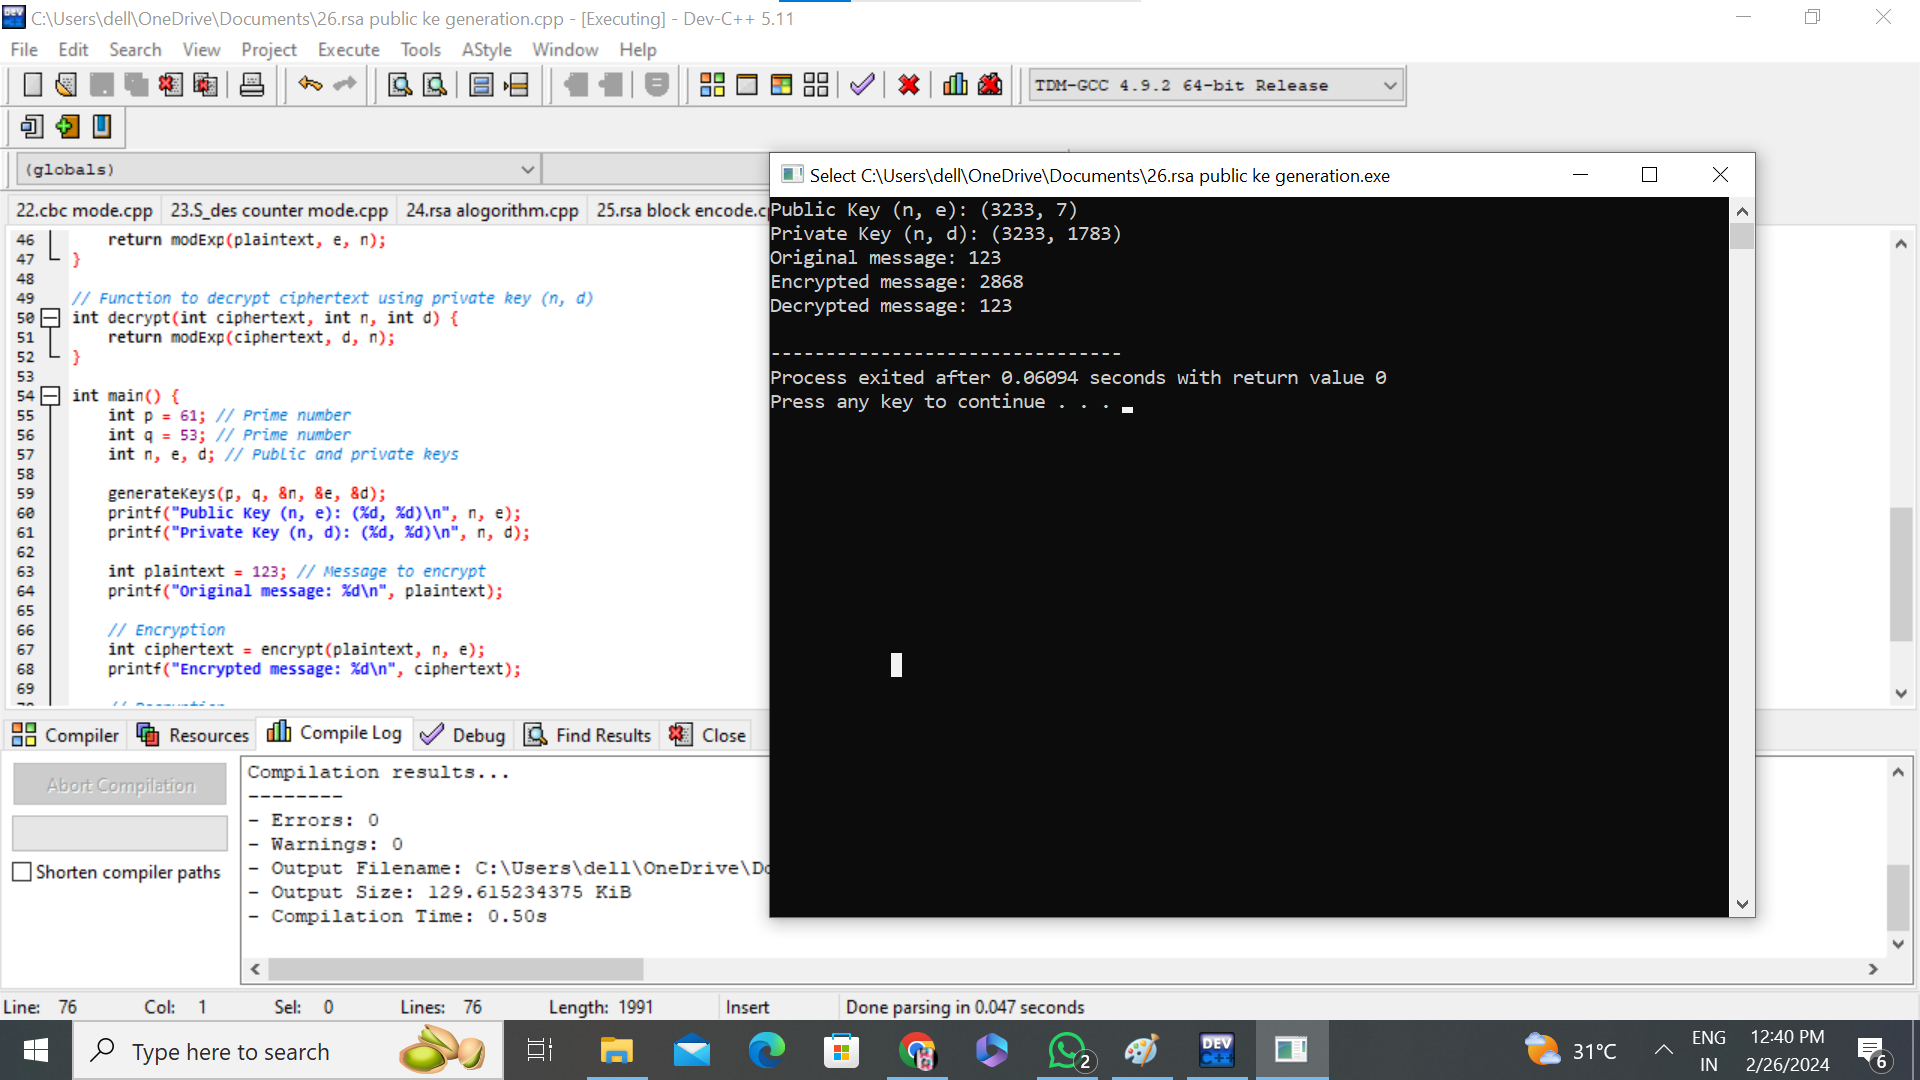 C:\Users\dell\OneDrive\Documents\26.rsa public ke generation.cpp - [Executing] - Dev-C++ 5.11
File Edit Search View Project Execute Tools AStyle Window Help
TDM-GCC 4.9.2 64-bit Release
(globals)
22.cbc mode.cpp 23.S_des counter mode.cpp 24.rsa alogorithm.cpp 25.rsa block encode.c
46 return modExp(plaintext, e, n);
47 }
48
49 // Function to decrypt ciphertext using private key (n, d)
50 int decrypt(int ciphertext, int n, int d) {
51 return modExp(ciphertext, d, n);
52 }
53
54 int main() {
55 int p = 61; // Prime number
56 int q = 53; // Prime number
57 int n, e, d; // Public and private keys
58
59 generateKeys(p, q, &n, &e, &d);
60 printf("Public Key (n, e): (%d, %d)\n", n, e);
61 printf("Private Key (n, d): (%d, %d)\n", n, d);
62
63 int plaintext = 123; // Message to encrypt
64 printf("Original message: %d\n", plaintext);
65
66 // Encryption
67 int ciphertext = encrypt(plaintext, n, e);
68 printf("Encrypted message: %d\n", ciphertext);
69
Select C:\Users\dell\OneDrive\Documents\26.rsa public ke generation.exe
Public Key (n, e): (3233, 7)
Private Key (n, d): (3233, 1783)
Original message: 123
Encrypted message: 2868
Decrypted message: 123
--------------------------------
Process exited after 0.06094 seconds with return value 0
Press any key to continue . . .
Compiler Resources Compile Log Debug Find Results Close
Abort Compilation
Shorten compiler paths
Compilation results...
--------
- Errors: 0
- Warnings: 0
- Output Filename: C:\Users\dell\OneDrive\Do
- Output Size: 129.615234375 KiB
- Compilation Time: 0.50s
Line: 76 Col: 1 Sel: 0 Lines: 76 Length: 1991 Insert Done parsing in 0.047 seconds
Type here to search
2
DEV
C++
31°C
ENG
IN
12:40 PM
2/26/2024
6